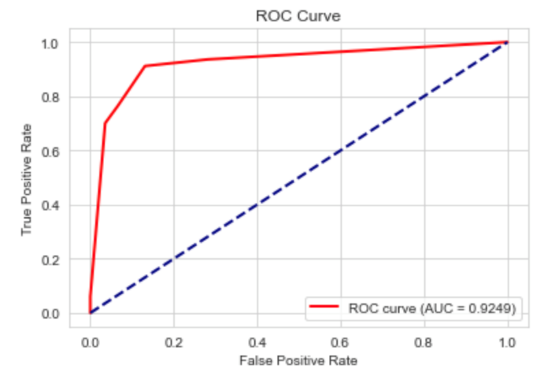 ROC Curve
1.0
0.8
0.6
0.4
0.2
0.0
True Positive Rate
ROC curve (AUC = 0.9249)
0.0 0.2 0.4 0.6 0.8 1.0
False Positive Rate